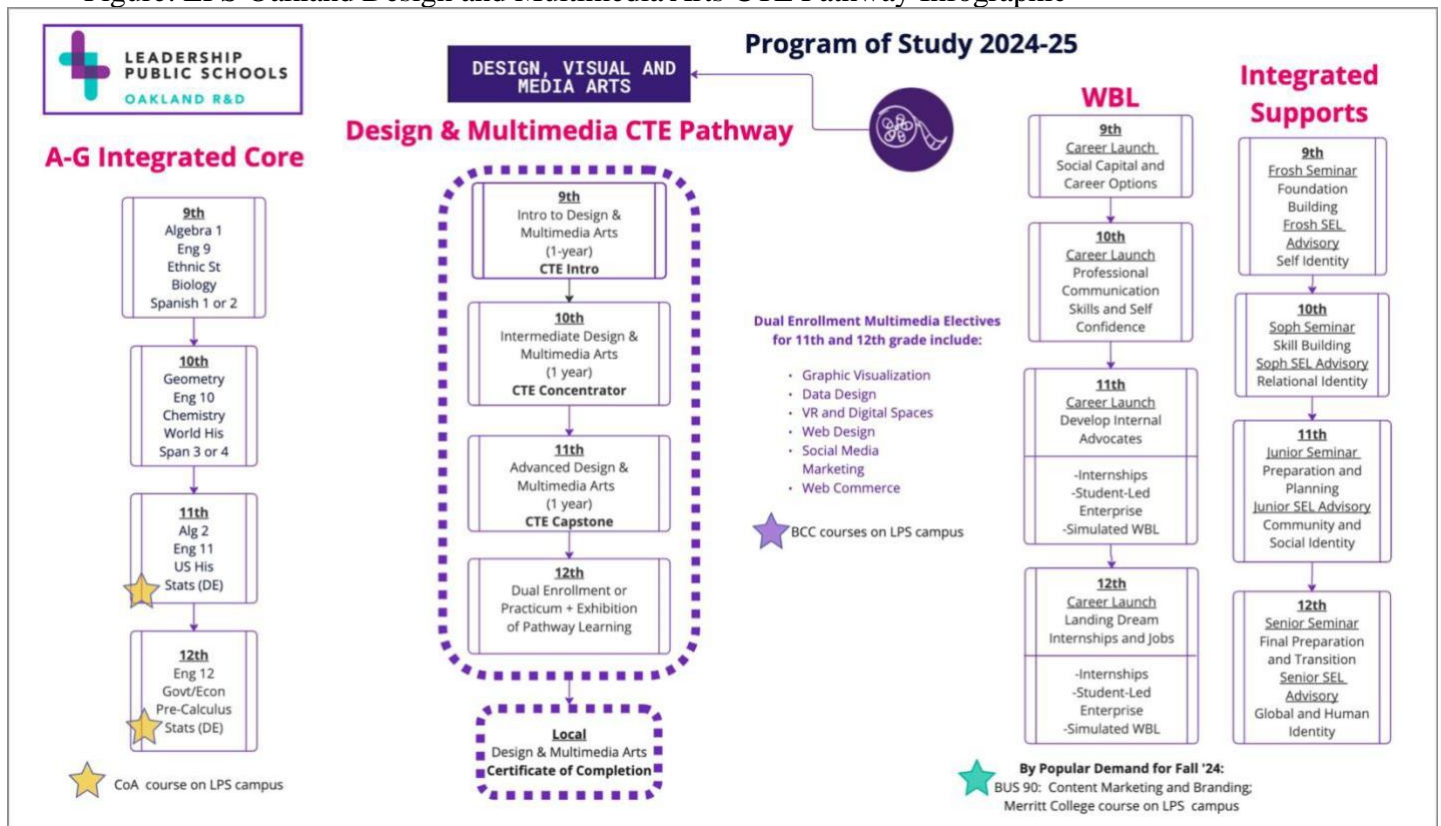 Figure: LPS Oakland Design and Multimedia Arts CTE Pathway Infographic
LEADERSHIP
PUBLIC SCHOOLS
OAKLAND R&D
DESIGN, VISUAL AND
MEDIA ARTS
Program of Study 2024-25
A-G Integrated Core
9th
Algebra 1
Eng 9
Ethnic St
Biology
Spanish 1 or 2
10th
Geometry
Eng 10
Chemistry
World His
Span 3 or 4
11th
Alg 2
Eng 11
US His
Stats (DE)
12th
Eng 12
Govt/Econ
Pre-Calculus
Stats (DE)
CoA course on LPS campus
Design & Multimedia CTE Pathway
9th
Intro to Design &
Multimedia Arts
(1-year)
CTE Intro
10th
Intermediate Design &
Multimedia Arts
(1 year)
CTE Concentrator
11th
Advanced Design &
Multimedia Arts
(1 year)
CTE Capstone
12th
Dual Enrollment or
Practicum + Exhibition
of Pathway Learning
Local
Design & Multimedia Arts
Certificate of Completion
Dual Enrollment Multimedia Electives
for 11th and 12th grade include:
• Graphic Visualization
• Data Design
• VR and Digital Spaces
• Web Design
• Social Media
Marketing
• Web Commerce
BCC courses on LPS campus
WBL
9th
Career Launch
Social Capital and
Career Options
10th
Career Launch
Professional
Communication
Skills and Self
Confidence
11th
Career Launch
Develop Internal
Advocates
-Internships
-Student-Led
Enterprise
-Simulated WBL
12th
Career Launch
Landing Dream
Internships and Jobs
-Internships
-Student-Led
Enterprise
-Simulated WBL
By Popular Demand for Fall '24:
BUS 90: Content Marketing and Branding;
Merritt College course on LPS campus
Integrated
Supports
9th
Frosh Seminar
Foundation
Building
Frosh SEL
Advisory
Self Identity
10th
Soph Seminar
Skill Building
Soph SEL Advisory
Relational Identity
11th
Junior Seminar
Preparation and
Planning
Junior SEL Advisory
Community and
Social Identity
12th
Senior Seminar
Final Preparation
and Transition
Senior SEL
Advisory
Global and Human
Identity